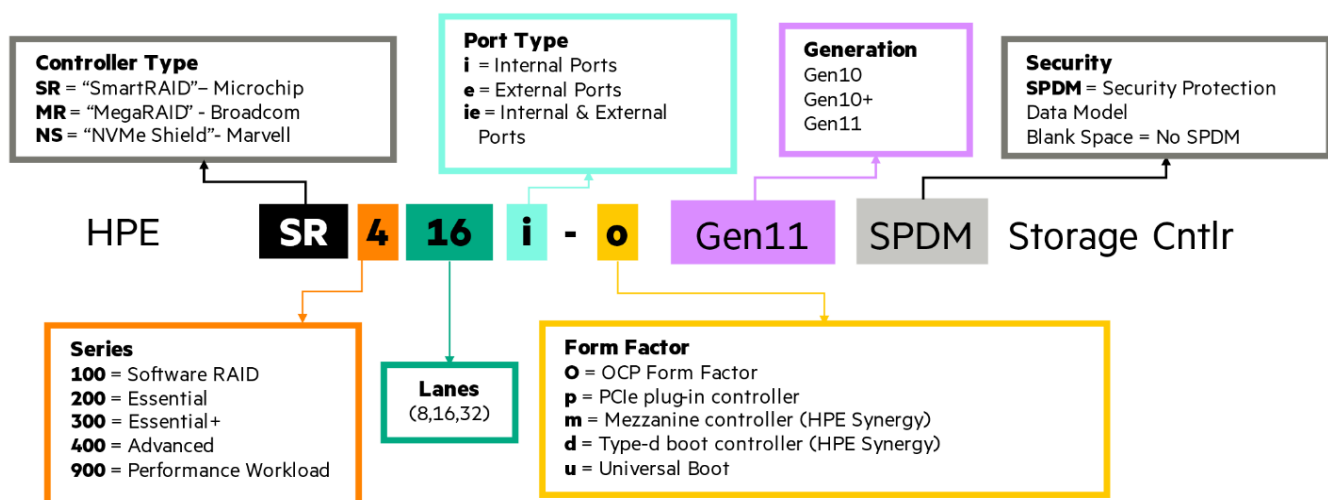 Controller Type
SR = “SmartRAID”– Microchip
MR = “MegaRAID” - Broadcom
NS = “NVMe Shield”- Marvell
Port Type
i = Internal Ports
e = External Ports
ie = Internal & External
Ports
Generation
Gen10
Gen10+
Gen11
Security
SPDM = Security Protection
Data Model
Blank Space = No SPDM
HPE SR 4 16 i - o Gen11 SPDM Storage Cntlr
Series
100 = Software RAID
200 = Essential
300 = Essential+
400 = Advanced
900 = Performance Workload
Lanes
(8,16,32)
Form Factor
O = OCP Form Factor
p = PCIe plug-in controller
m = Mezzanine controller (HPE Synergy)
d = Type-d boot controller (HPE Synergy)
u = Universal Boot